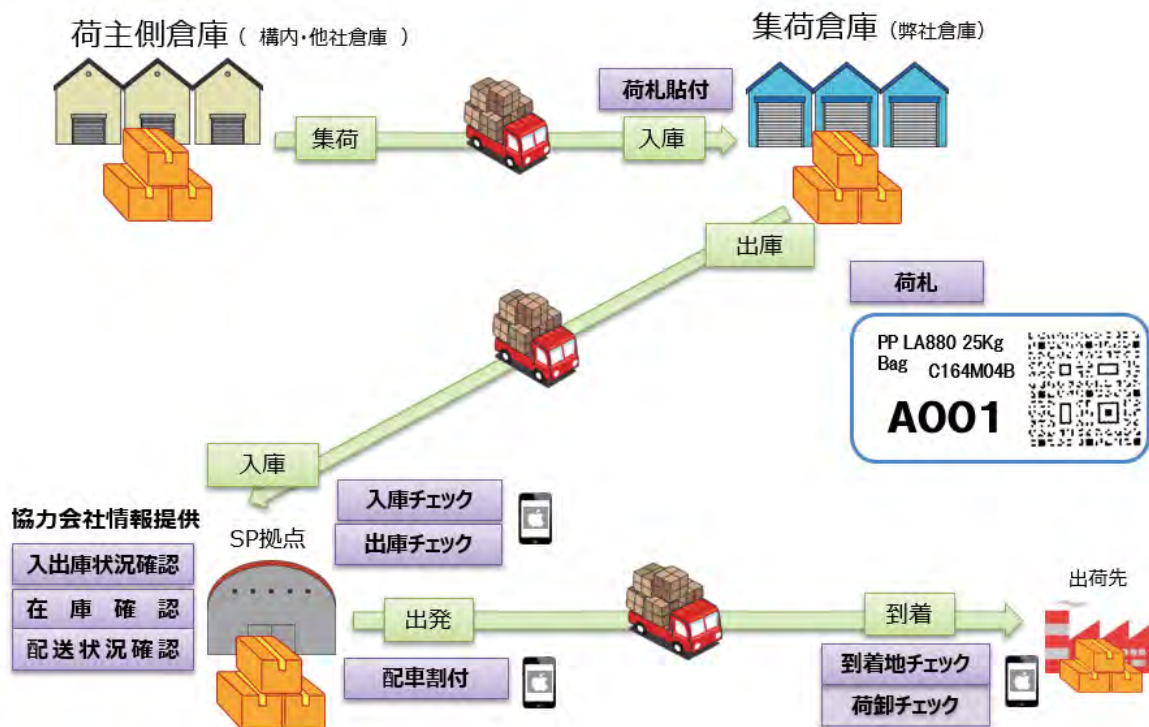 荷主側倉庫（ 構内・他社倉庫 ）
集荷倉庫（弊社倉庫）
荷札貼付
集荷
入庫
出庫
荷札
PP LA880 25Kg
Bag C164M04B
A001
入庫
協力会社情報提供
入出庫状況確認
在庫確認
配送状況確認
SP拠点
入庫チェック
出庫チェック
出発
配車割付
到着
出荷先
到着地チェック
荷卸チェック